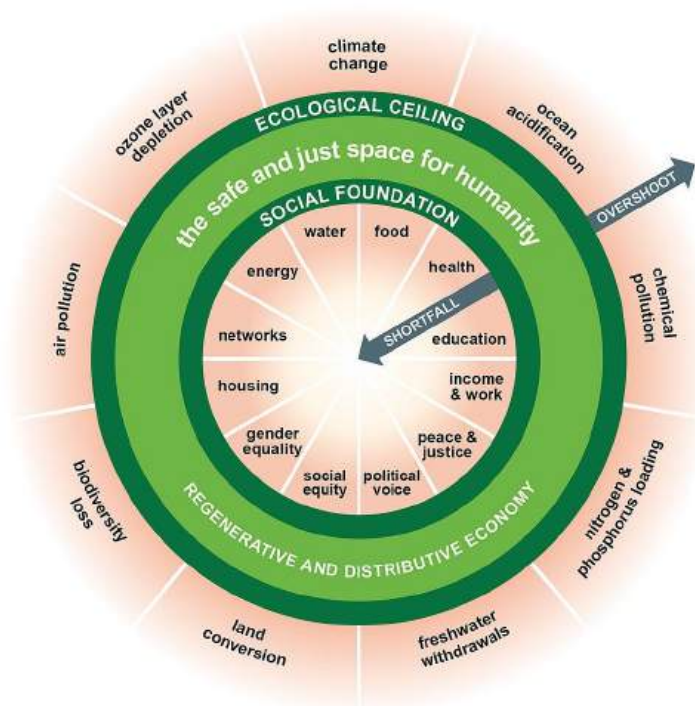 climate
change
ocean
acidification
chemical
pollution
nitrogen &
phosphorus loading
freshwater
withdrawals
land
conversion
biodiversity
loss
air pollution
ozone layer
depletion
ECOLOGICAL CEILING
the safe and just space for humanity
SOCIAL FOUNDATION
OVERSHOOT
SHORTFALL
water
food
health
education
income
& work
peace &
justice
political
voice
social
equity
gender
equality
housing
networks
energy
REGENERATIVE AND DISTRIBUTIVE ECONOMY